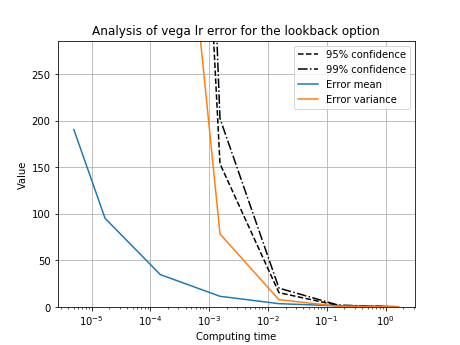 Analysis of vega lr error for the lookback option
Value
250
200
150
100
50
0
95% confidence
99% confidence
Error mean
Error variance
10⁻⁵ 10⁻⁴ 10⁻³ 10⁻² 10⁻¹ 10⁰
Computing time